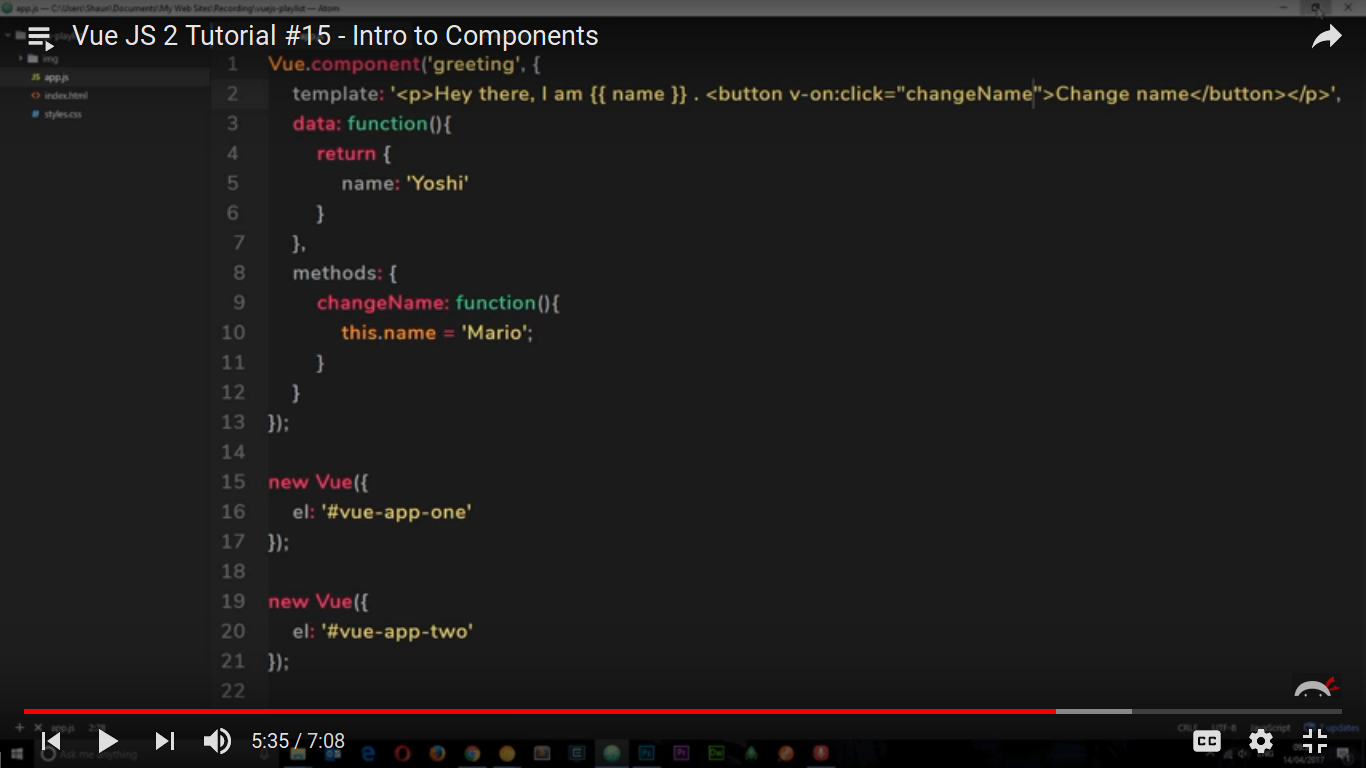 app.js — C:\Users\Shaun\Documents\My Web Sites\Recording\vuejs-playlist — Atom
Vue JS 2 Tutorial #15 - Intro to Components
img
app.js
index.html
styles.css
1 Vue.component('greeting', {
2 template: '<p>Hey there, I am {{ name }} . <button v-on:click="changeName">Change name</button></p>',
3 data: function(){
4 return {
5 name: 'Yoshi'
6 }
7 },
8 methods: {
9 changeName: function(){
10 this.name = 'Mario';
11 }
12 }
13 });
14
15 new Vue({
16 el: '#vue-app-one'
17 });
18
19 new Vue({
20 el: '#vue-app-two'
21 });
22
app.js 2:78 CRLF UTF-8 JavaScript 7 updates
5:35 / 7:08 CC
Ask me anything
14/04/2017